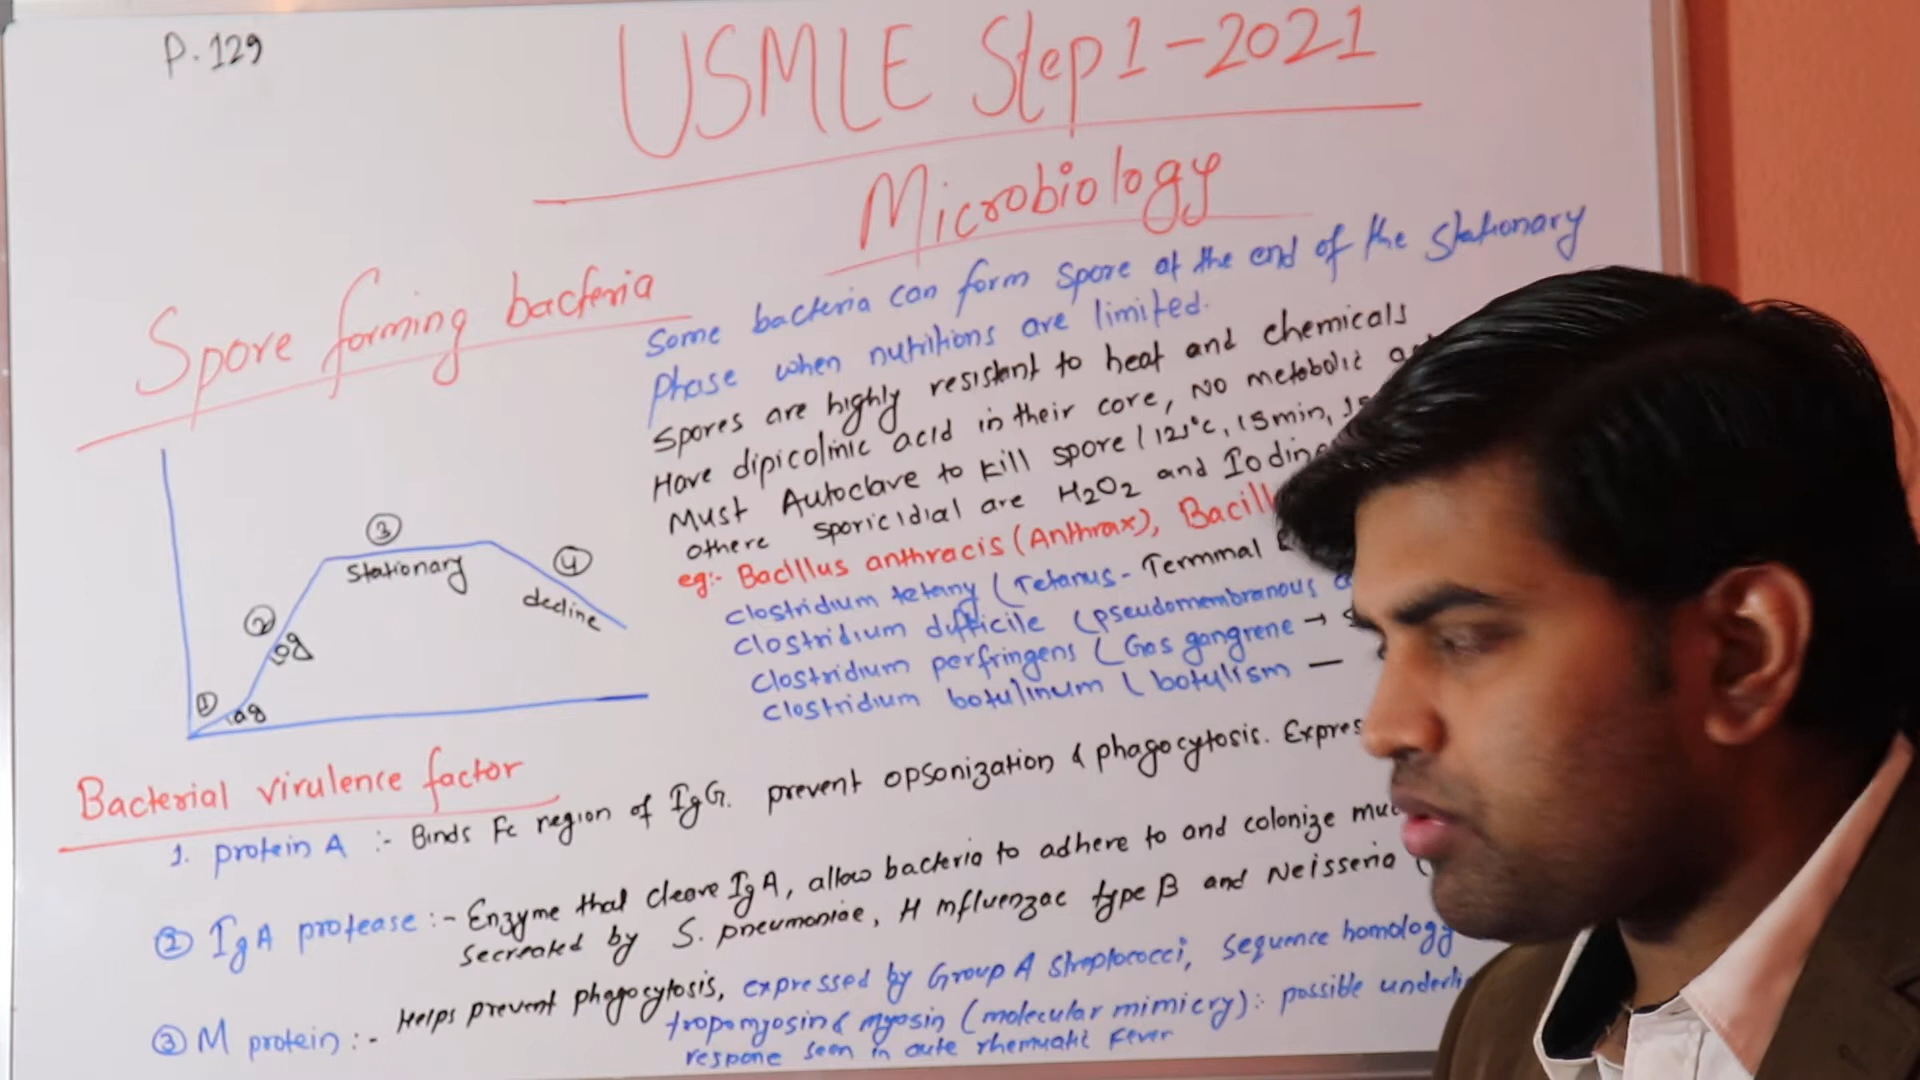 P. 129
USMLE Step 1 - 2021
Microbiology
Spore forming bacteria
Some bacteria can form spore at the end of the stationary
phase when nutritions are limited.
Spores are highly resistant to heat and chemicals
Have dipicolinic acid in their core, No metabolic
Must Autoclave to kill spore (121°c, 15 min,
othere sporicidial are H2O2 and Iodine
eg:- Bacillus anthracis (Anthrax), Bacill
clostridium tetany (Tetanus - Terminal
clostridium difficile (pseudomembranous
clostridium perfringens (Gas gangrene →
clostridium botulinum ( botulism —
③
stationary
④
decline
②
log
①
lag
Bacterial virulence factor
1. protein A :- Binds Fc region of IgG. prevent opsonization & phagocytosis. Expres
② IgA protease :- Enzyme that cleave IgA, allow bacteria to adhere to and colonize muc
secreated by S. pneumoniae, H influenzae type B and Neisseria (
③ M protein :- Helps prevent phagocytosis, expressed by Group A streptococci, sequence homology
tropomyosin & myosin (molecular mimicry): possible underli
respone seen in aute rhemuatic fever